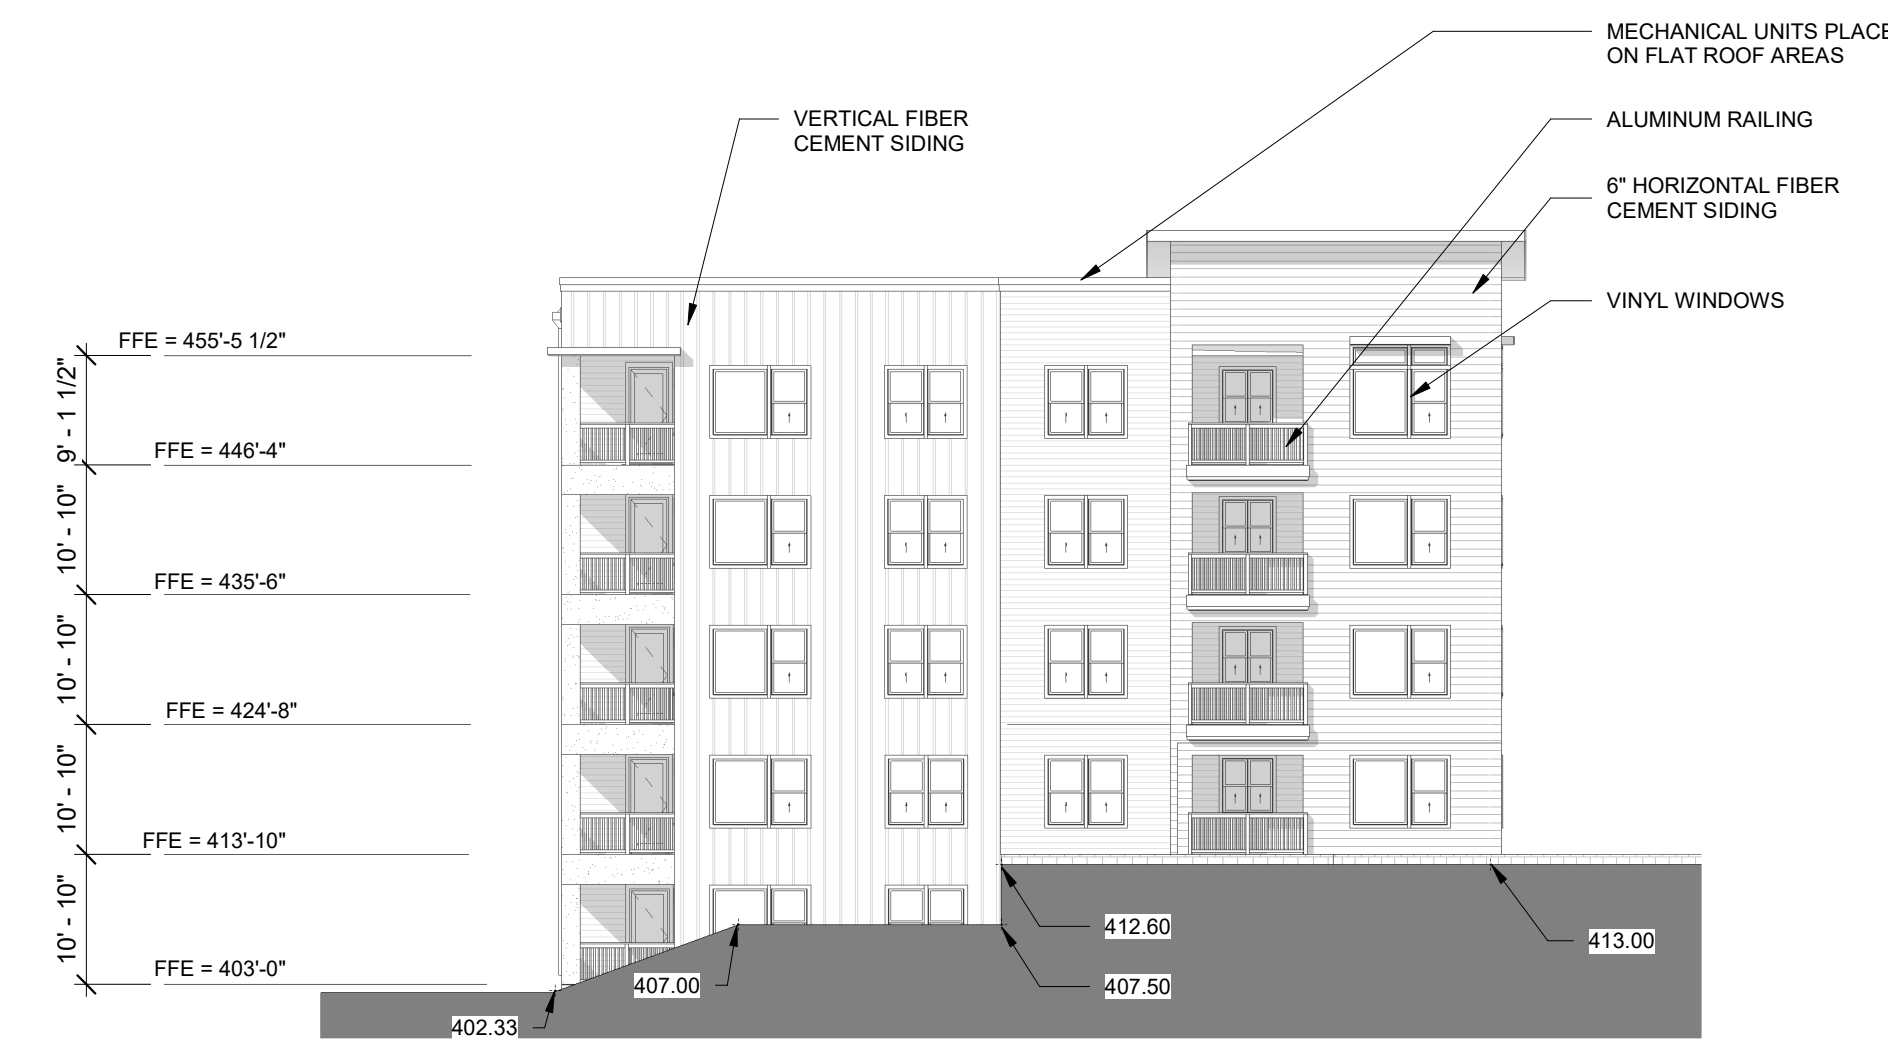 MECHANICAL UNITS PLACE
ON FLAT ROOF AREAS
VERTICAL FIBER
CEMENT SIDING
ALUMINUM RAILING
6" HORIZONTAL FIBER
CEMENT SIDING
VINYL WINDOWS
FFE = 455'-5 1/2"
9' - 1 1/2"
FFE = 446'-4"
10' - 10"
FFE = 435'-6"
10' - 10"
FFE = 424'-8"
10' - 10"
FFE = 413'-10"
10' - 10"
FFE = 403'-0"
412.60
413.00
407.00
407.50
402.33